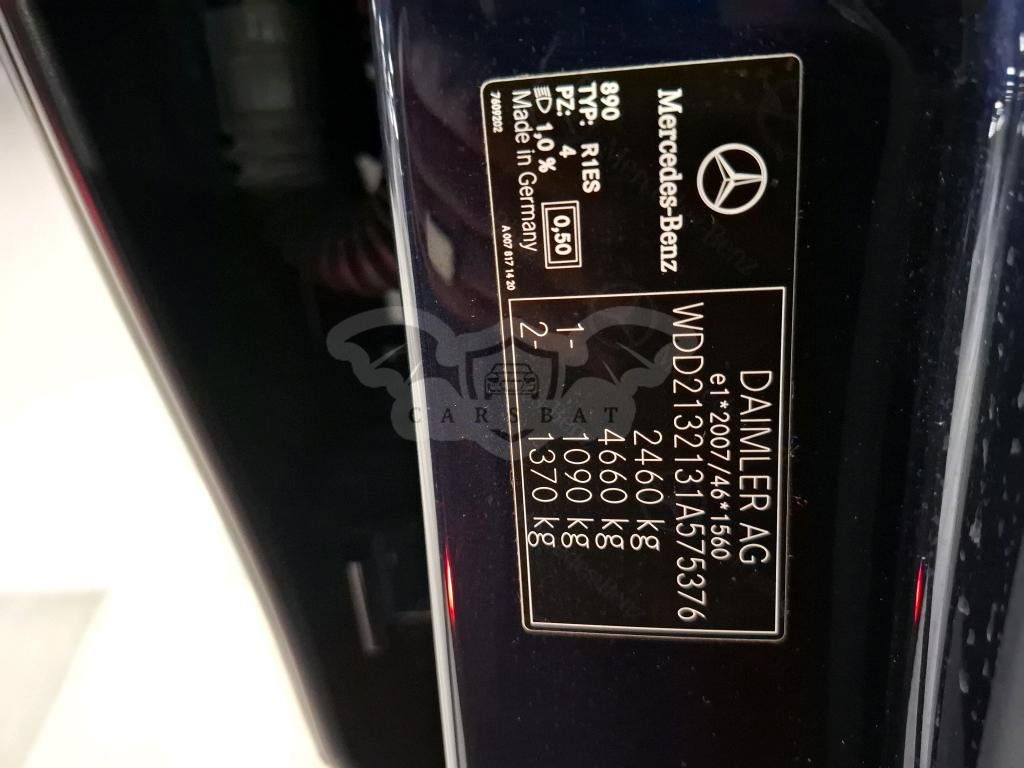 Mercedes-Benz
890
TYP: R1ES
PZ: 4
1,0 %
0,50
Made in Germany
7609202
A 007 817 14 20
DAIMLER AG
e1*2007/46*1560
WDD2132131A575376
2460 kg
4660 kg
1- 1090 kg
2- 1370 kg
CARSBAT